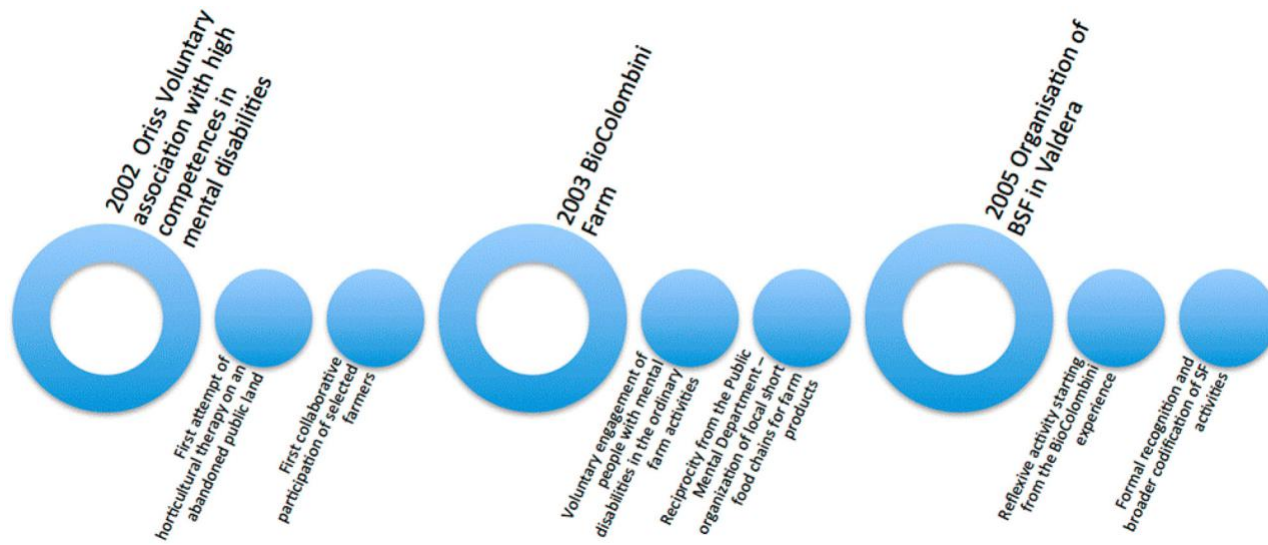 2002 Oriss Voluntary
association with high
competences in
mental disabilities
First attempt of
horticultural therapy on an
abandoned public land
First collaborative
participation of selected
farmers
2003 BioColombini
Farm
Voluntary engagement of
people with mental
disabilities in the ordinary
farm activities
Reciprocity from the Public
Mental Department –
organization of local short
food chains for farm
products
2005 Organisation of
BSF in Valdera
Reflexive activity starting
from the BioColombini
experience
Formal recognition and
broader codification of SF
activities